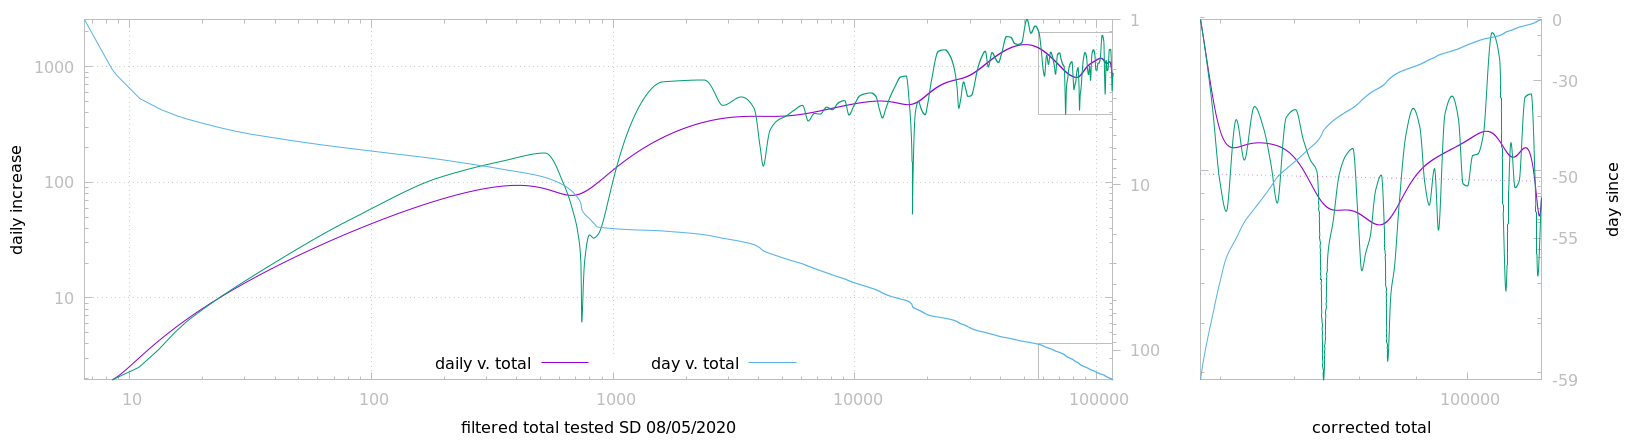 daily increase
1000
100
10
1
10
100
10
100
1000
10000
100000
daily v. total
day v. total
filtered total tested SD 08/05/2020
0
-30
-50
-55
-59
day since
100000
corrected total